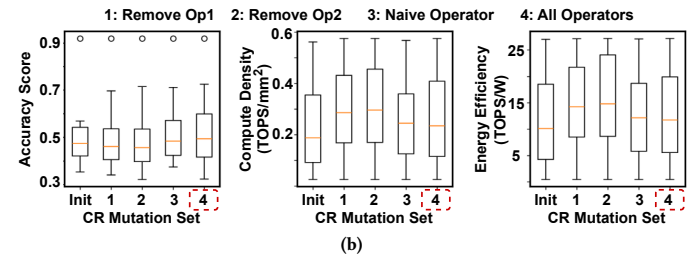 1: Remove Op1 2: Remove Op2 3: Naive Operator 4: All Operators
Accuracy Score
0.9
0.7
0.5
0.3
Init 1 2 3 4
CR Mutation Set
Compute Density
(TOPS/mm²)
0.6
0.4
0.2
Init 1 2 3 4
CR Mutation Set
Energy Efficiency
(TOPS/W)
25
15
5
Init 1 2 3 4
CR Mutation Set
(b)